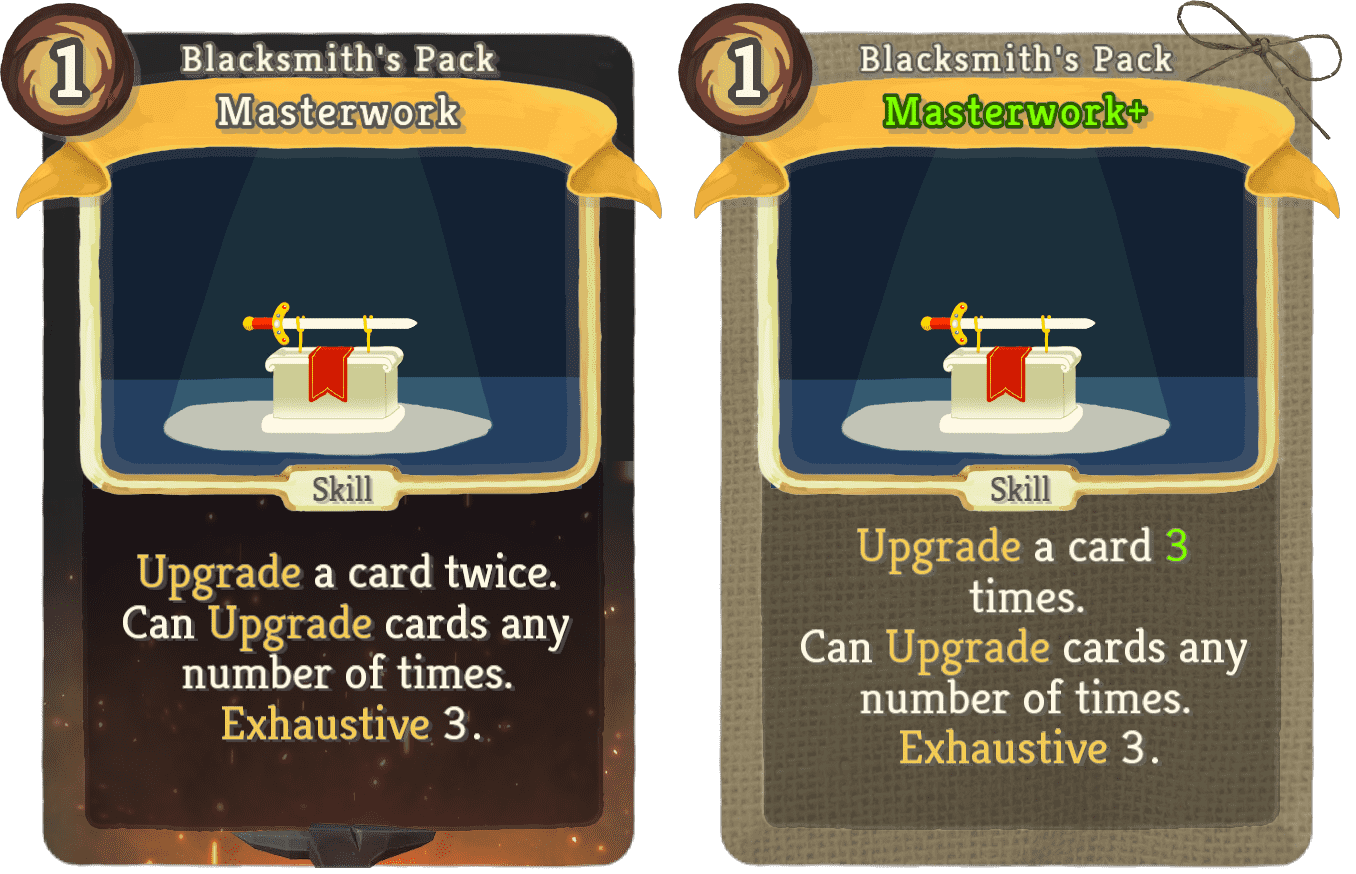 1
Blacksmith's Pack
Masterwork
Skill
Upgrade a card twice.
Can Upgrade cards any
number of times.
Exhaustive 3.
1
Blacksmith's Pack
Masterwork+
Skill
Upgrade a card 3
times.
Can Upgrade cards any
number of times.
Exhaustive 3.